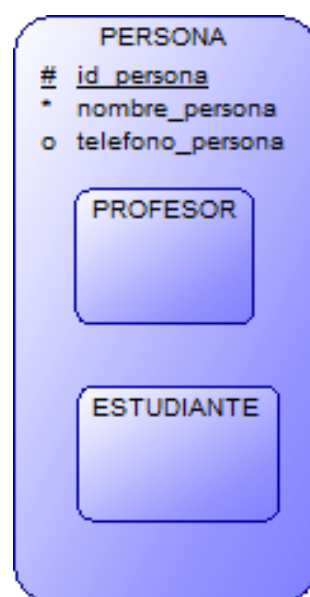 PERSONA
# id_persona
* nombre_persona
o telefono_persona
PROFESOR
ESTUDIANTE